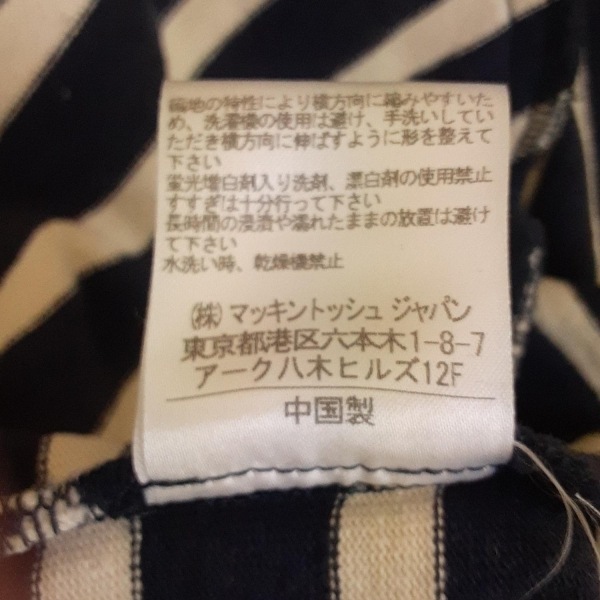 編地の特性により横方向に縮みやすいた
め、洗濯機の使用は避け、手洗いしてい
ただき横方向に伸ばすように形を整えて
下さい
蛍光増白剤入り洗剤、漂白剤の使用禁止
すすぎは十分行って下さい
長時間の浸漬や濡れたままの放置は避け
て下さい
水洗い時、乾燥機禁止
㈱ マッキントッシュ ジャパン
東京都港区六本木1-8-7
アーク八木ヒルズ12F
中国製